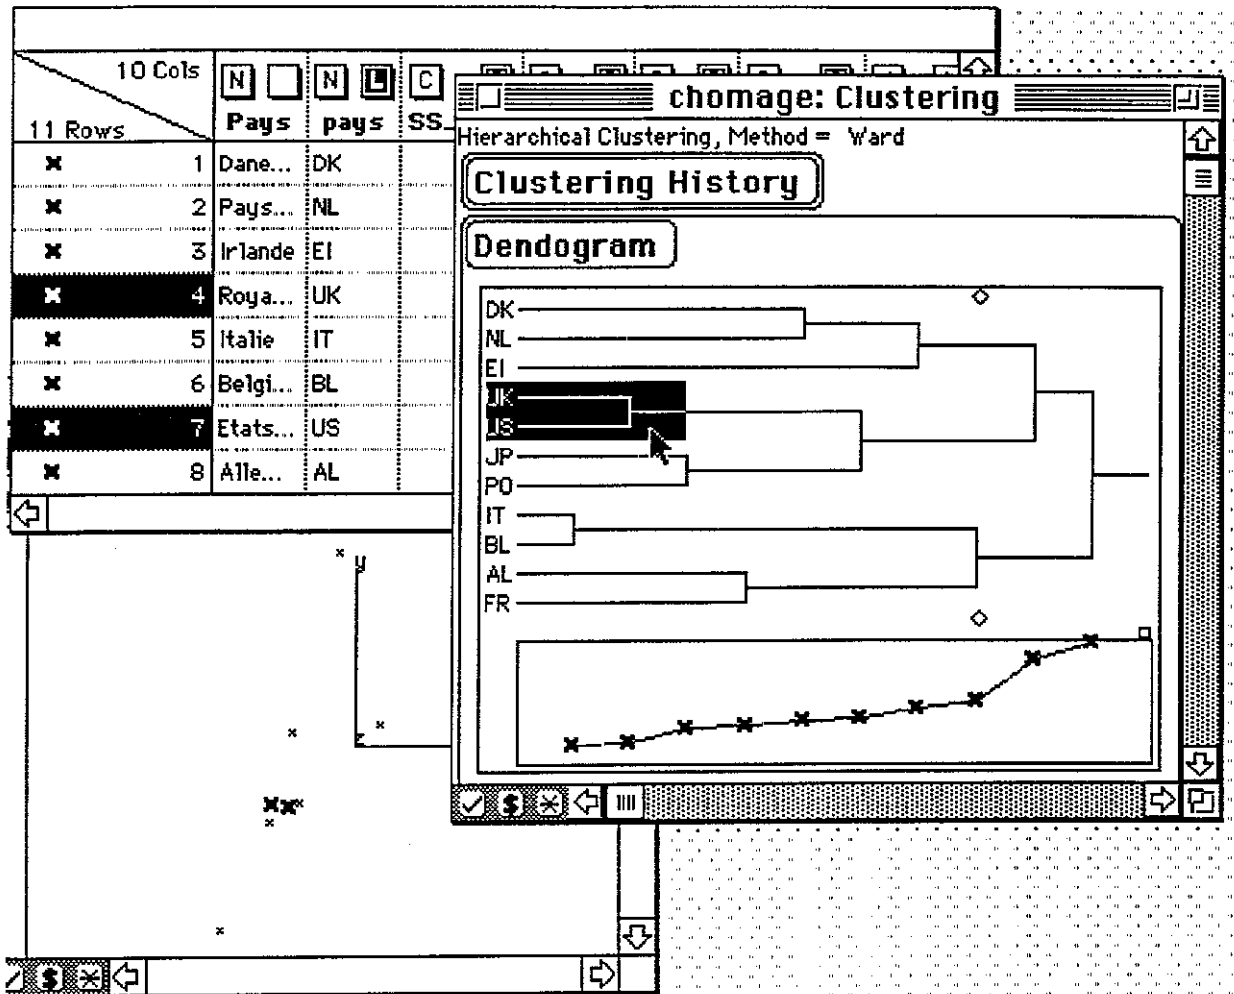 10 Cols
11 Rows
N N L C
Pays pays SS_
1 Dane... DK
2 Pays... NL
3 Irlande EI
4 Roya... UK
5 Italie IT
6 Belgi... BL
7 Etats... US
8 Alle... AL
y
z
chomage: Clustering
Hierarchical Clustering, Method = Ward
Clustering History
Dendogram
DK
NL
EI
UK
US
JP
PO
IT
BL
AL
FR
$
$